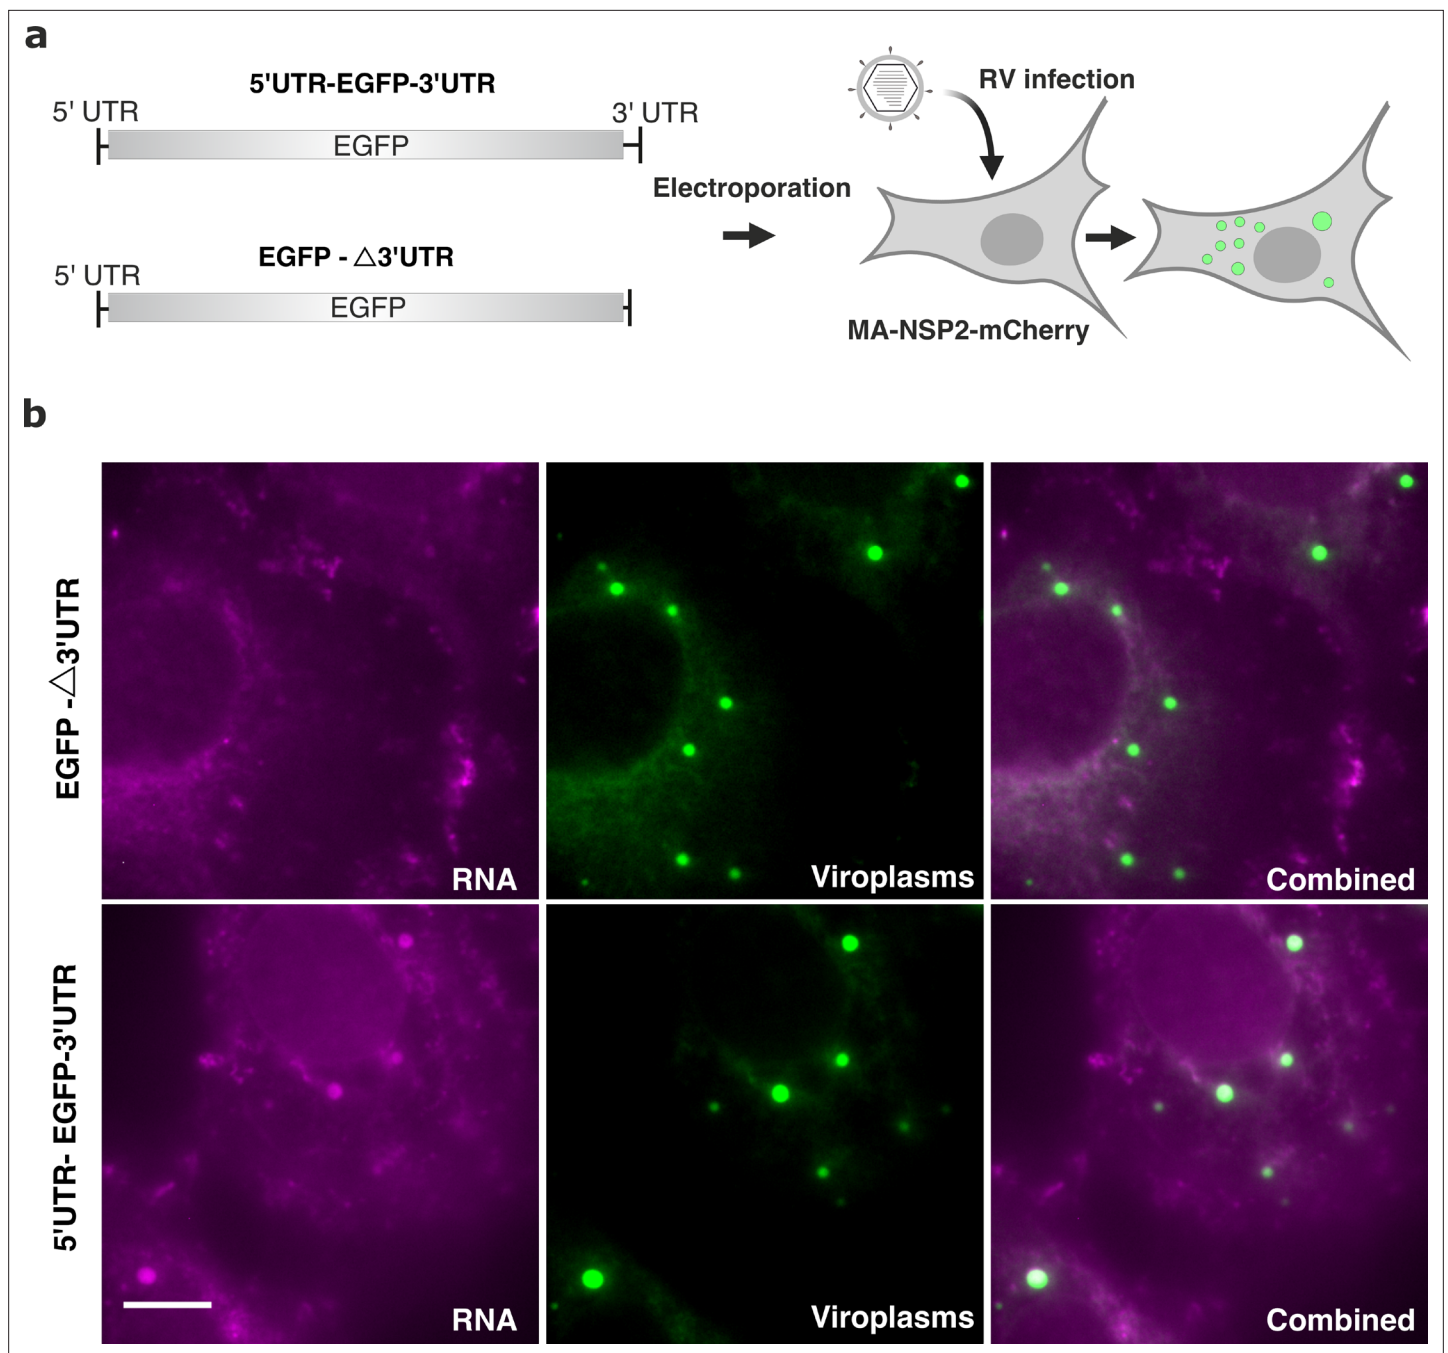 a
5'UTR-EGFP-3'UTR
5' UTR
3' UTR
EGFP
EGFP - △3'UTR
5' UTR
EGFP
Electroporation
RV infection
MA-NSP2-mCherry
b
EGFP -△3'UTR
RNA
Viroplasms
Combined
5'UTR- EGFP-3'UTR
RNA
Viroplasms
Combined